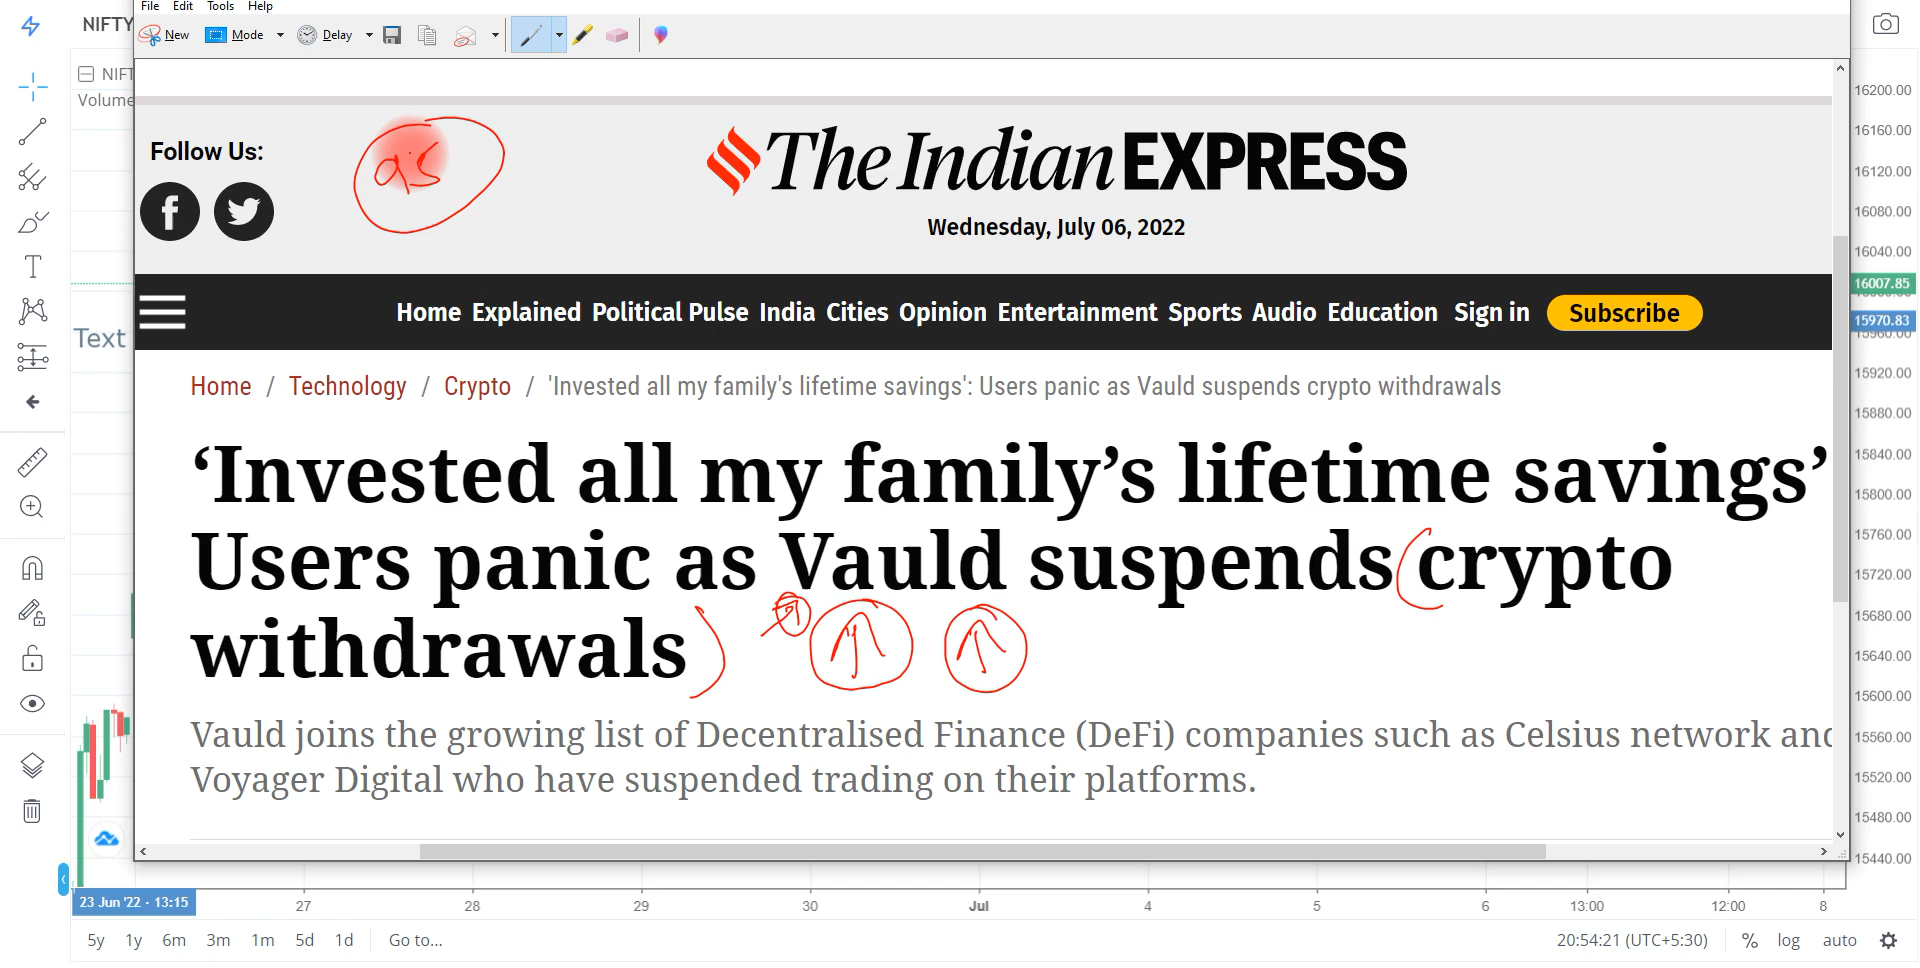 File Edit Tools Help
NIFTY
New Mode Delay
NIFT
Volume
Follow Us:
The Indian EXPRESS
Wednesday, July 06, 2022
Home Explained Political Pulse India Cities Opinion Entertainment Sports Audio Education Sign in Subscribe
Text
Home / Technology / Crypto / 'Invested all my family's lifetime savings': Users panic as Vauld suspends crypto withdrawals
‘Invested all my family’s lifetime savings’
Users panic as Vauld suspends crypto
withdrawals
Vauld joins the growing list of Decentralised Finance (DeFi) companies such as Celsius network and
Voyager Digital who have suspended trading on their platforms.
16200.00
16160.00
16120.00
16080.00
16040.00
16007.85
15970.83
15920.00
15880.00
15840.00
15800.00
15760.00
15720.00
15680.00
15640.00
15600.00
15560.00
15520.00
15480.00
15440.00
23 Jun '22 - 13:15 27 28 29 30 Jul 4 5 6 13:00 12:00 8
5y 1y 6m 3m 1m 5d 1d Go to... 20:54:21 (UTC+5:30) % log auto